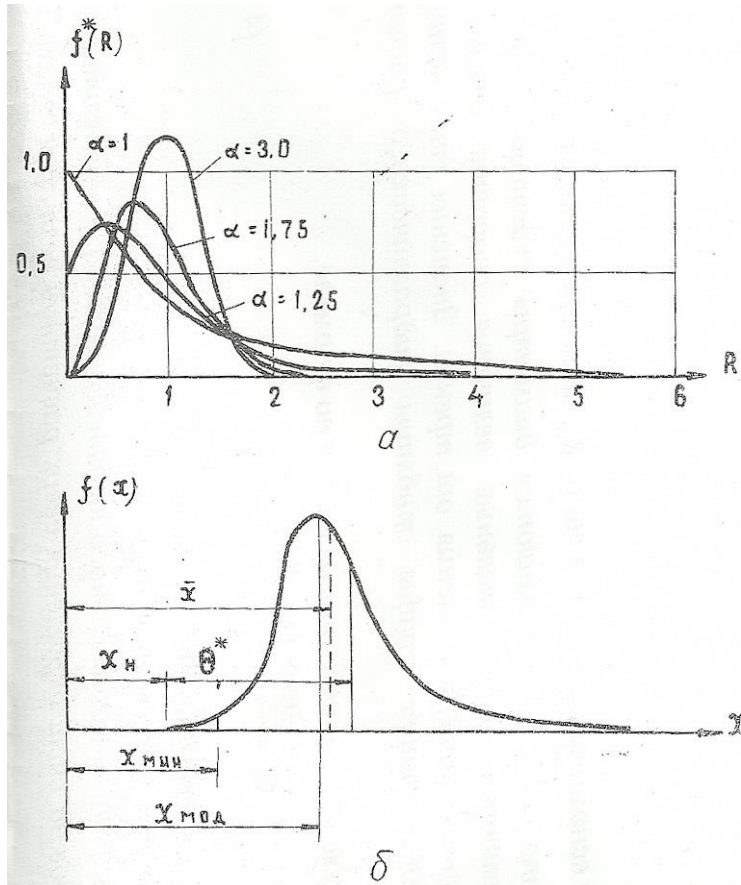 f*(R)
α=1
α=3,0
1,0
α=1,75
0,5
α=1,25
1 2 3 4 5 6 R
а
f(x)
x̄
xн θ*
x
xмин
xмод
б